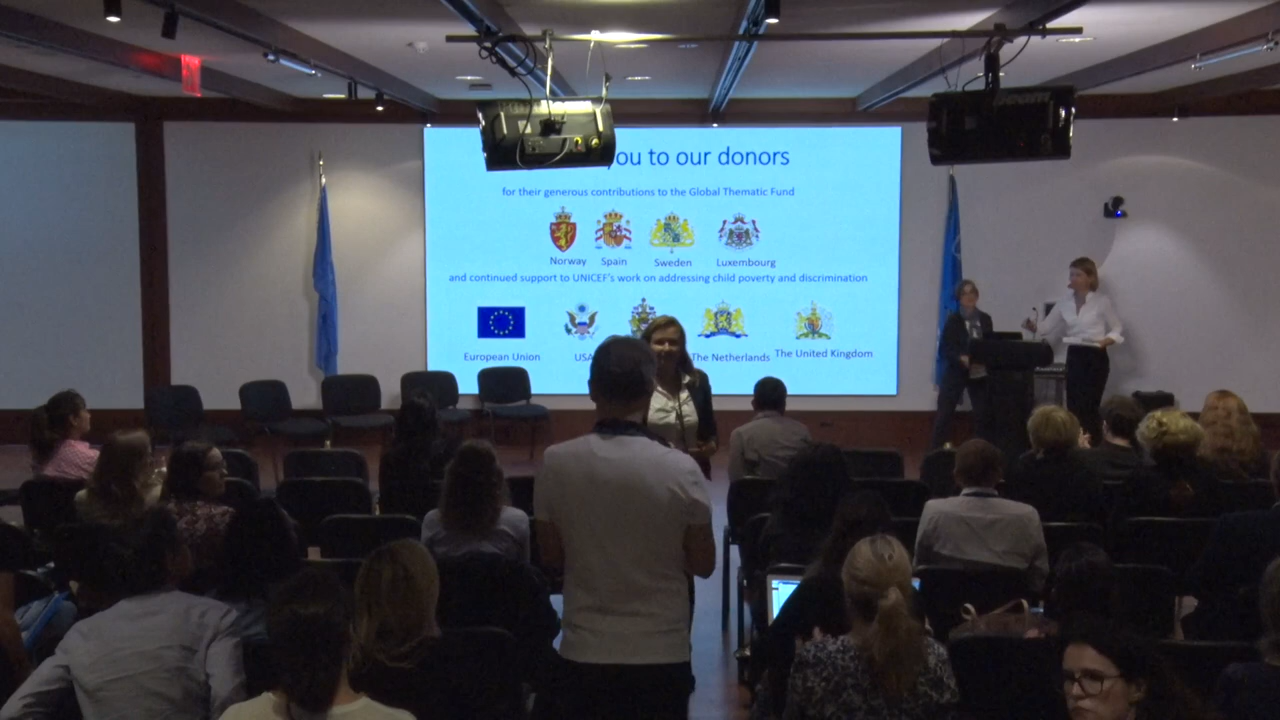 you to our donors
for their generous contributions to the Global Thematic Fund
Norway Spain Sweden Luxembourg
and continued support to UNICEF's work on addressing child poverty and discrimination
European Union USA The Netherlands The United Kingdom